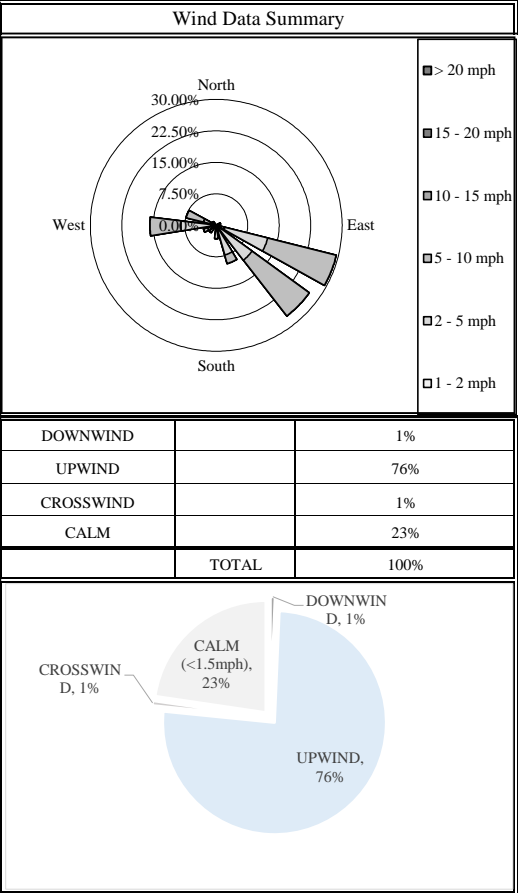 Wind Data Summary
North
30.00%
22.50%
15.00%
7.50%
0.00%
West
East
South
> 20 mph
15 - 20 mph
10 - 15 mph
5 - 10 mph
2 - 5 mph
1 - 2 mph
DOWNWIND 1%
UPWIND 76%
CROSSWIND 1%
CALM 23%
TOTAL 100%
DOWNWIN
D, 1%
CALM
(<1.5mph),
23%
CROSSWIN
D, 1%
UPWIND,
76%